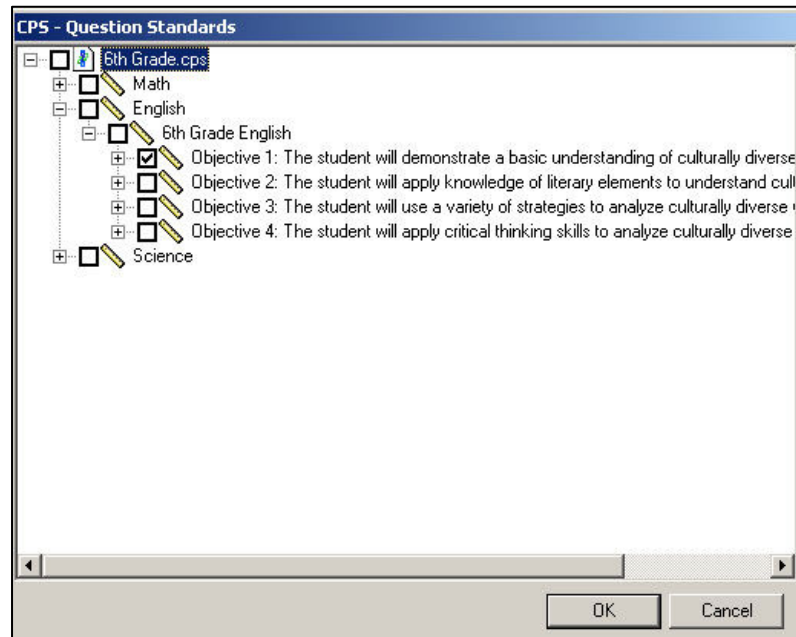 CPS - Question Standards
6th Grade.cps
Math
English
6th Grade English
Objective 1: The student will demonstrate a basic understanding of culturally diverse
Objective 2: The student will apply knowledge of literary elements to understand cul
Objective 3: The student will use a variety of strategies to analyze culturally diverse
Objective 4: The student will apply critical thinking skills to analyze culturally diverse
Science
OK Cancel